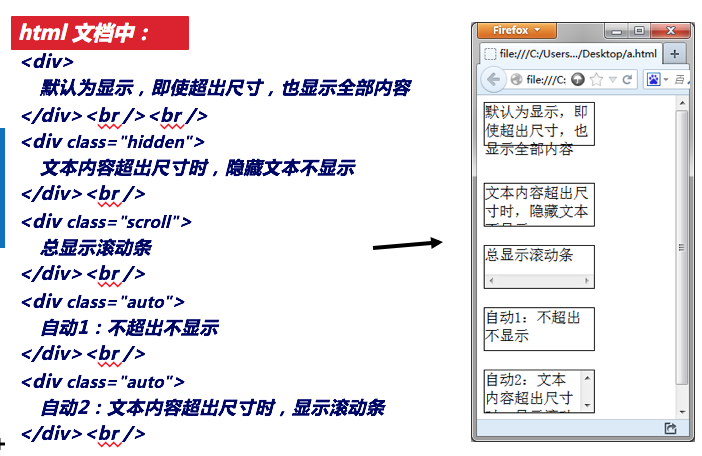 html 文档中：
<div>
默认为显示，即使超出尺寸，也显示全部内容
</div><br /><br />
<div class="hidden">
文本内容超出尺寸时，隐藏文本不显示
</div><br />
<div class="scroll">
总显示滚动条
</div><br />
<div class="auto">
自动1：不超出不显示
</div><br />
<div class="auto">
自动2：文本内容超出尺寸时，显示滚动条
</div><br />
Firefox
file:///C:/Users.../Desktop/a.html
file:///C:
默认为显示，即
使超出尺寸，也
显示全部内容
文本内容超出尺
寸时，隐藏文本
总显示滚动条
自动1：不超出
不显示
自动2：文本
内容超出尺寸